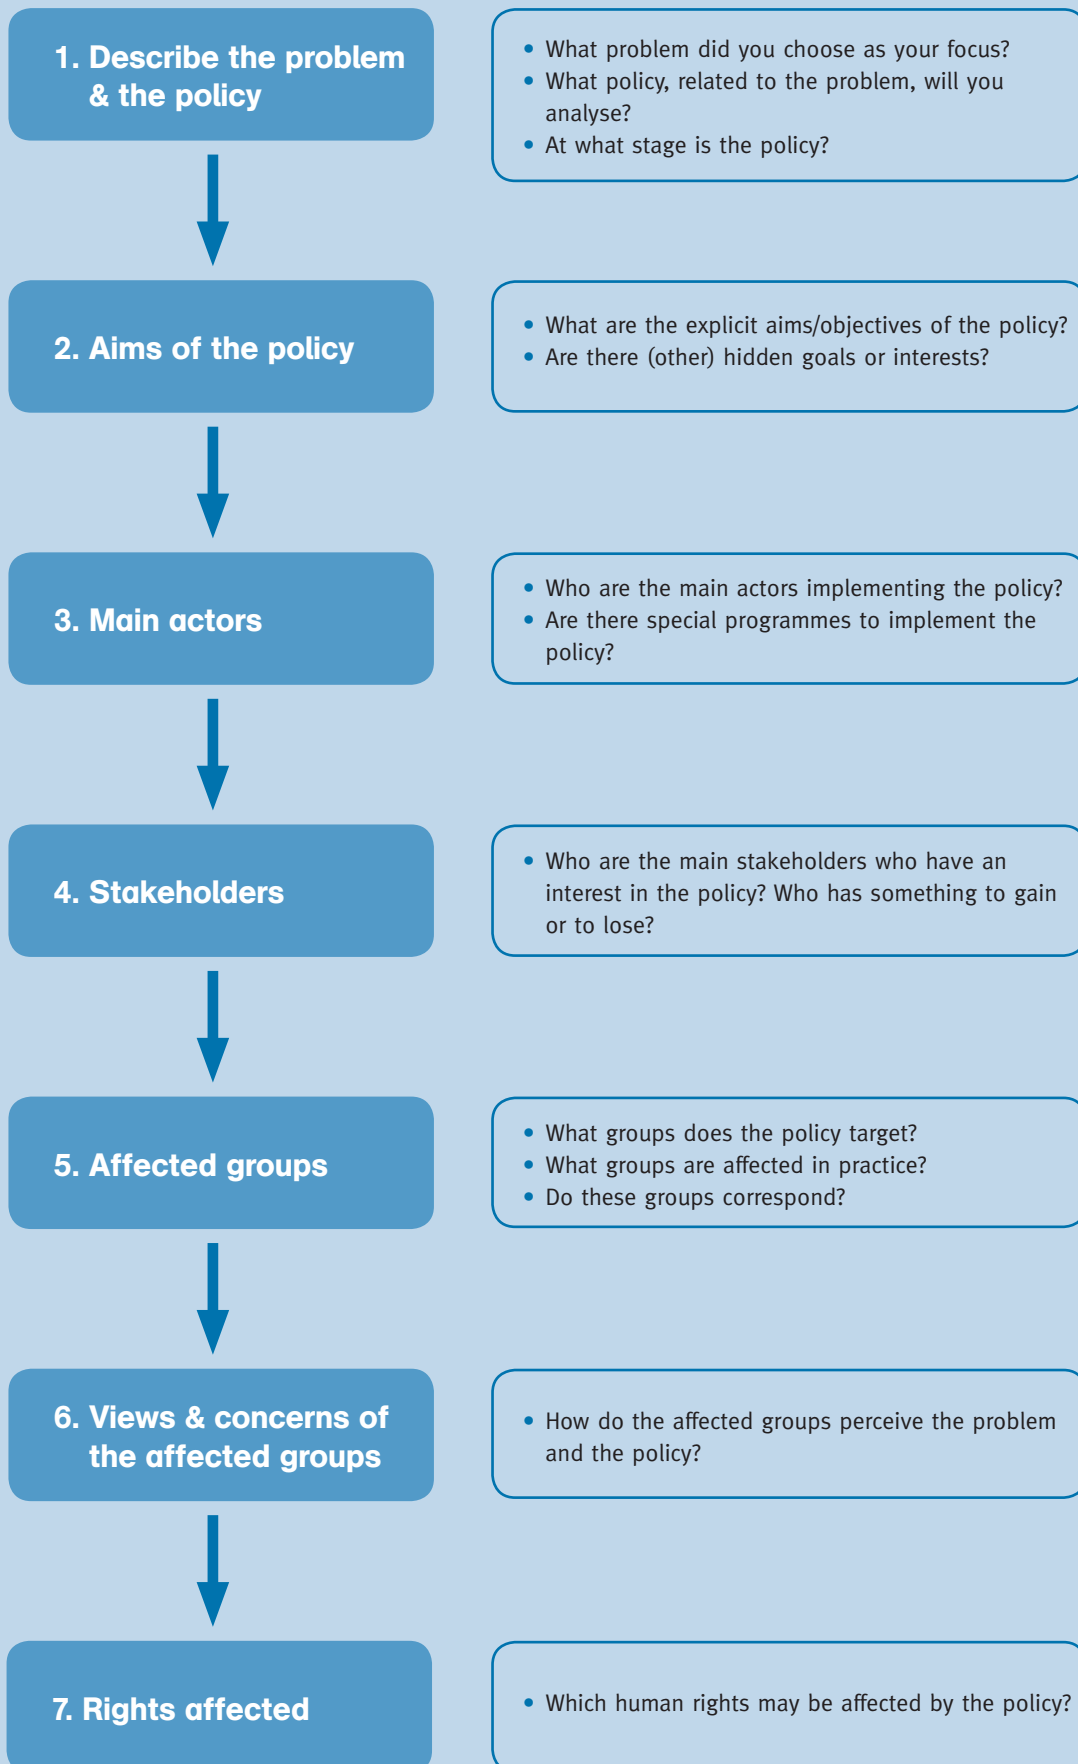 1. Describe the problem
& the policy
• What problem did you choose as your focus?
• What policy, related to the problem, will you
analyse?
• At what stage is the policy?
2. Aims of the policy
• What are the explicit aims/objectives of the policy?
• Are there (other) hidden goals or interests?
3. Main actors
• Who are the main actors implementing the policy?
• Are there special programmes to implement the
policy?
4. Stakeholders
• Who are the main stakeholders who have an
interest in the policy? Who has something to gain
or to lose?
5. Affected groups
• What groups does the policy target?
• What groups are affected in practice?
• Do these groups correspond?
6. Views & concerns of
the affected groups
• How do the affected groups perceive the problem
and the policy?
7. Rights affected
• Which human rights may be affected by the policy?